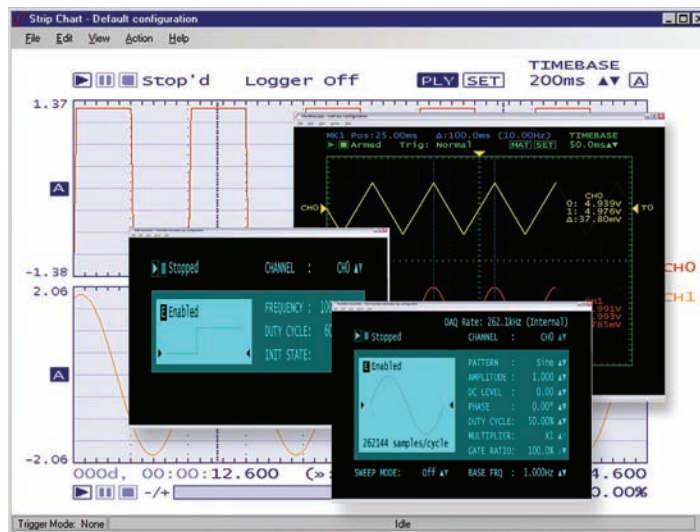 Strip Chart - Default configuration
File Edit View Action Help
Stop'd Logger Off PLY SET TIMEBASE
200ms ▲▼ A
1.37
A
-1.38
2.06
A
-2.06
CH0
CH1
MK1 Pos:25.00ms Δ:100.0ms (10.00Hz) TIMEBASE
Armed Trig: Normal MAT SET 50.0ms▲▼
CH0
CH0
0: 4.939V
1: 4.976V
Δ:37.80mV
T0
CH1
.991V
.993V
785mV
Stopped CHANNEL : CH0 ▲▼
E Enabled
FREQUENCY :
DUTY CYCLE:
INIT STATE:
DAQ Rate: 262.1kHz (Internal)
Stopped CHANNEL : CH0 ▲▼
E Enabled
262144 samples/cycle
PATTERN : Sine ▲▼
AMPLITUDE : 1.000 ▲▼
DC LEVEL : 0.00 ▲▼
PHASE : 0.00° ▲▼
DUTY CYCLE: 50.00% ▲▼
MULTIPLIER: X1 ▲▼
GATE RATIO: 100.0% ▲▼
SWEEP MODE: Off ▲▼ BASE FRQ : 1.000Hz ▲▼
000d, 00:00:12.600 (»: 4.600
-/+ 0.00%
Trigger Mode: None Idle